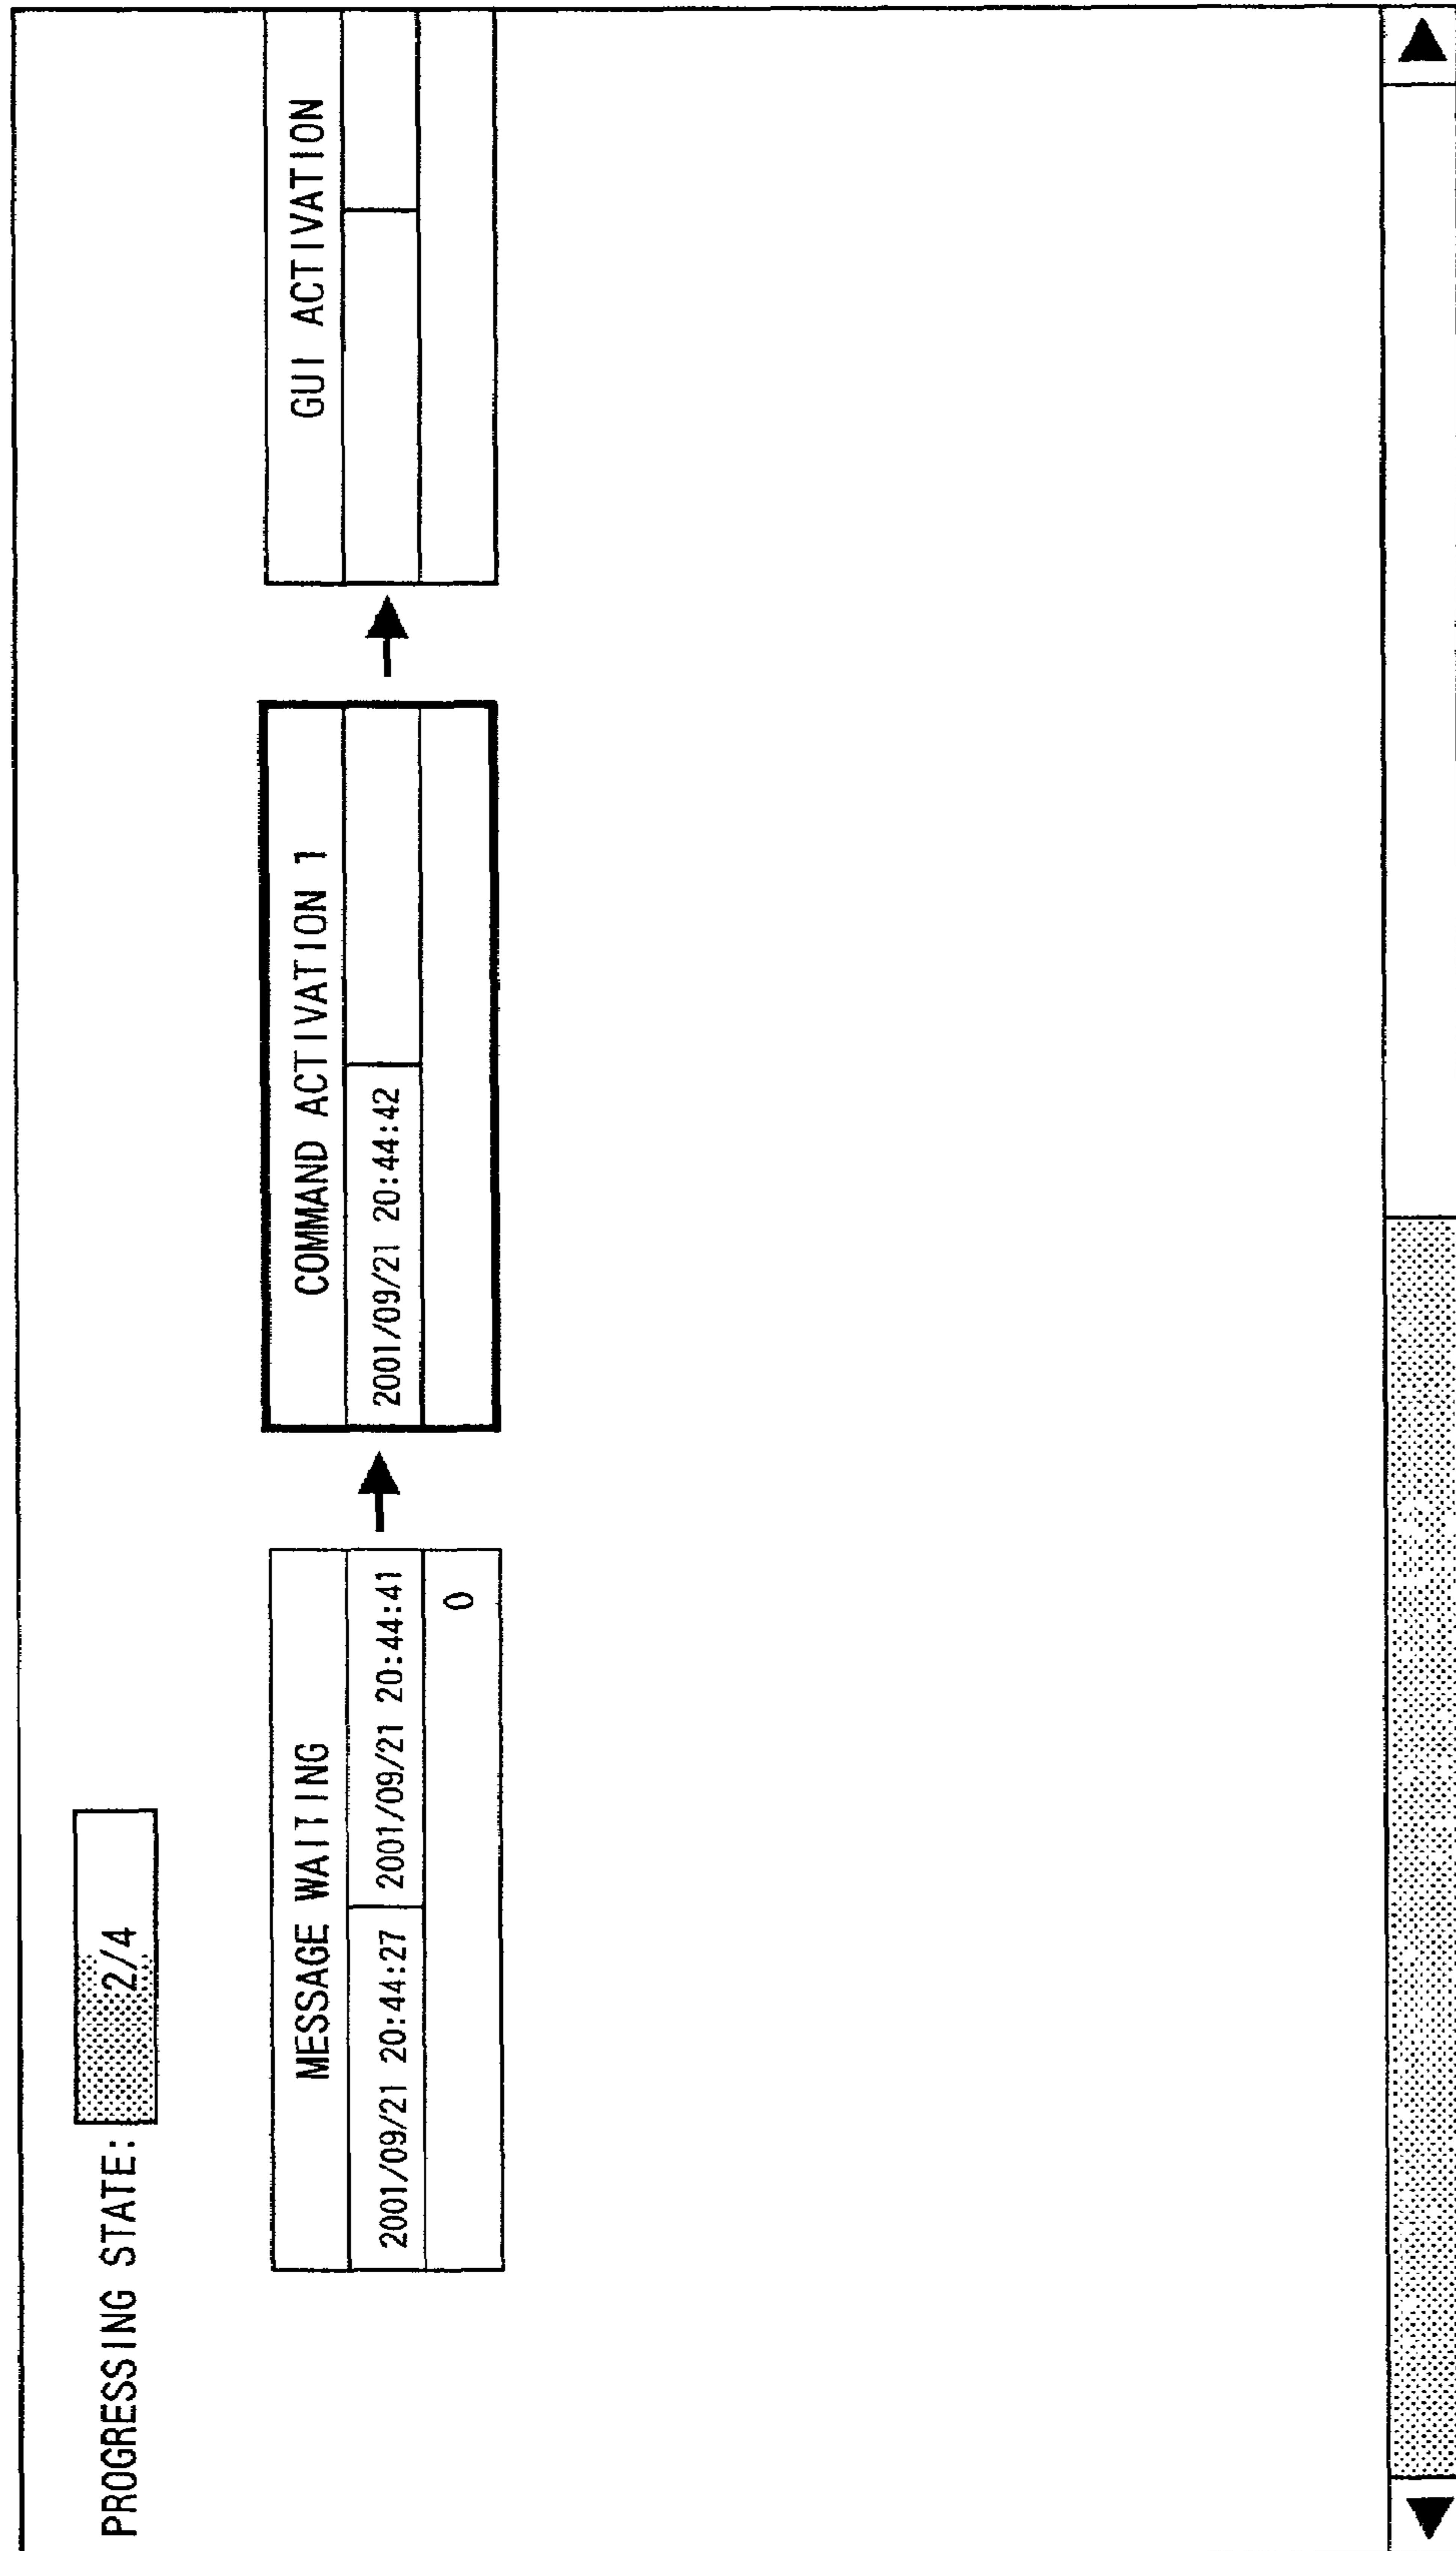 PROGRESSING STATE: 2/4
MESSAGE WAITING
2001/09/21 20:44:27 2001/09/21 20:44:41
0
COMMAND ACTIVATION 1
2001/09/21 20:44:42
GUI ACTIVATION